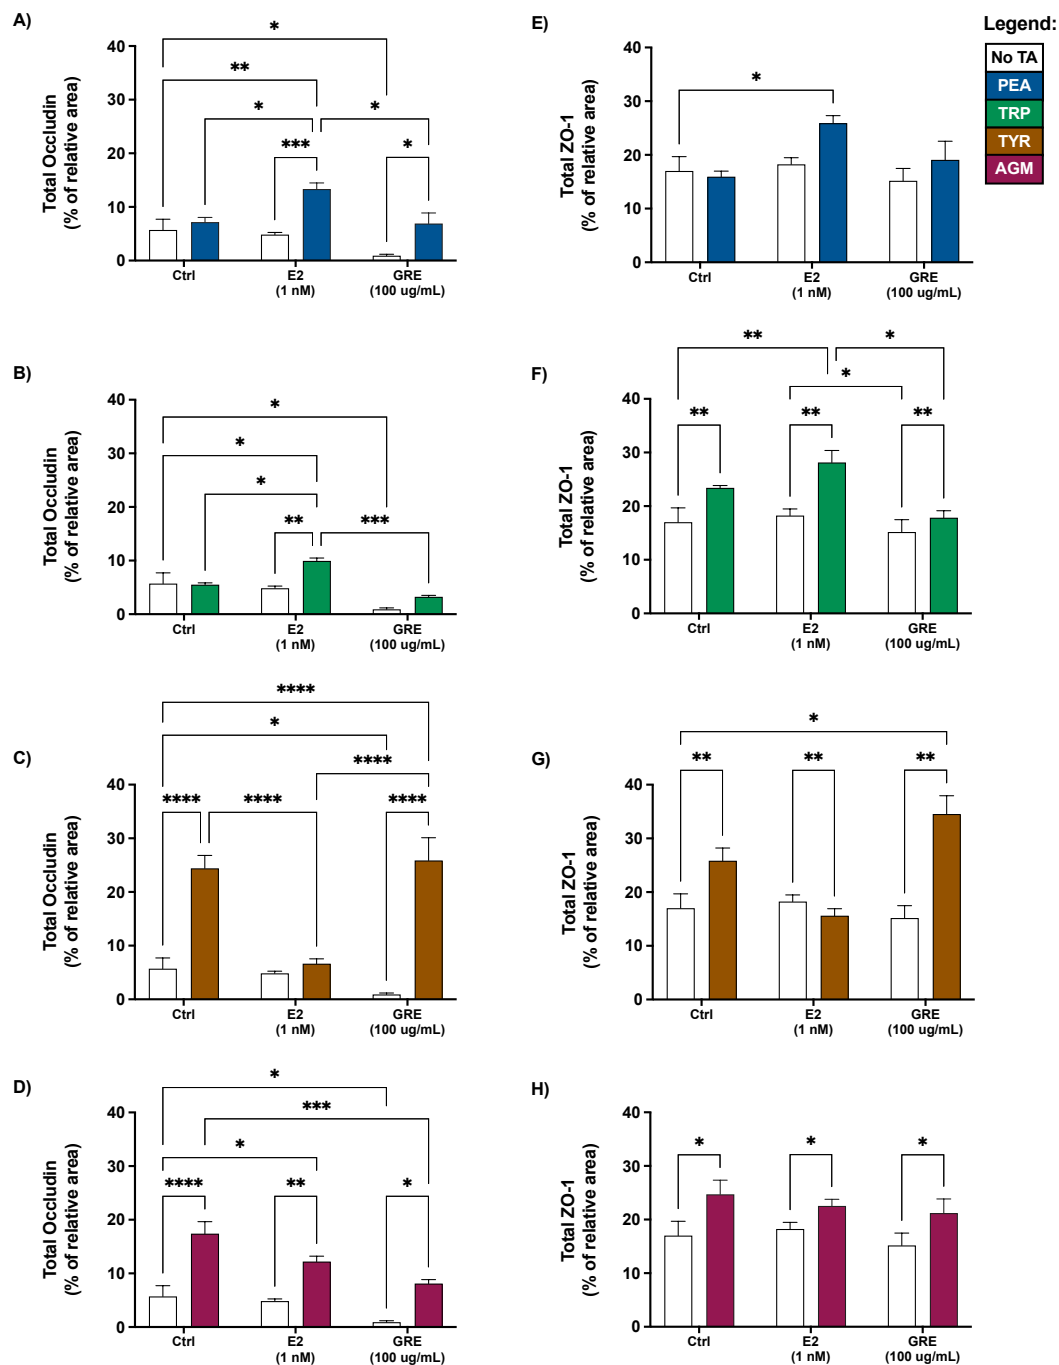 A)
Total Occludin
(% of relative area)
40
30
20
10
0
*
**
*
*
***
*
Ctrl
E2
(1 nM)
GRE
(100 ug/mL)
E)
Total ZO-1
(% of relative area)
40
30
20
10
0
*
Ctrl
E2
(1 nM)
GRE
(100 ug/mL)
Legend:
No TA
PEA
TRP
TYR
AGM
B)
Total Occludin
(% of relative area)
40
30
20
10
0
*
*
*
**
***
Ctrl
E2
(1 nM)
GRE
(100 ug/mL)
F)
Total ZO-1
(% of relative area)
40
30
20
10
0
**
*
*
**
**
**
Ctrl
E2
(1 nM)
GRE
(100 ug/mL)
C)
Total Occludin
(% of relative area)
40
30
20
10
0
****
*
****
****
****
****
Ctrl
E2
(1 nM)
GRE
(100 ug/mL)
G)
Total ZO-1
(% of relative area)
40
30
20
10
0
*
**
**
**
Ctrl
E2
(1 nM)
GRE
(100 ug/mL)
D)
Total Occludin
(% of relative area)
40
30
20
10
0
*
***
*
****
**
*
Ctrl
E2
(1 nM)
GRE
(100 ug/mL)
H)
Total ZO-1
(% of relative area)
40
30
20
10
0
*
*
*
Ctrl
E2
(1 nM)
GRE
(100 ug/mL)